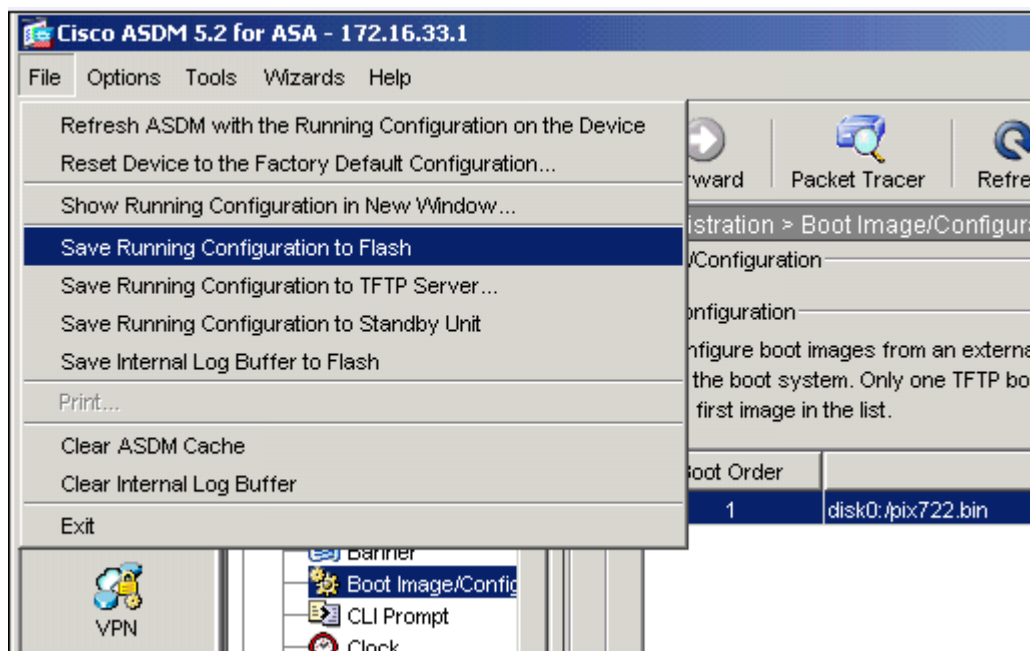 Cisco ASDM 5.2 for ASA - 172.16.33.1
File Options Tools Wizards Help
Refresh ASDM with the Running Configuration on the Device
Reset Device to the Factory Default Configuration...
Show Running Configuration in New Window...
Save Running Configuration to Flash
Save Running Configuration to TFTP Server...
Save Running Configuration to Standby Unit
Save Internal Log Buffer to Flash
Print...
Clear ASDM Cache
Clear Internal Log Buffer
Exit
ward Packet Tracer Refre
istration > Boot Image/Configur
/Configuration
onfiguration
nfigure boot images from an externa
the boot system. Only one TFTP bo
first image in the list.
Boot Order
1 disk0:/pix722.bin
Banner
Boot Image/Config
CLI Prompt
Clock
VPN